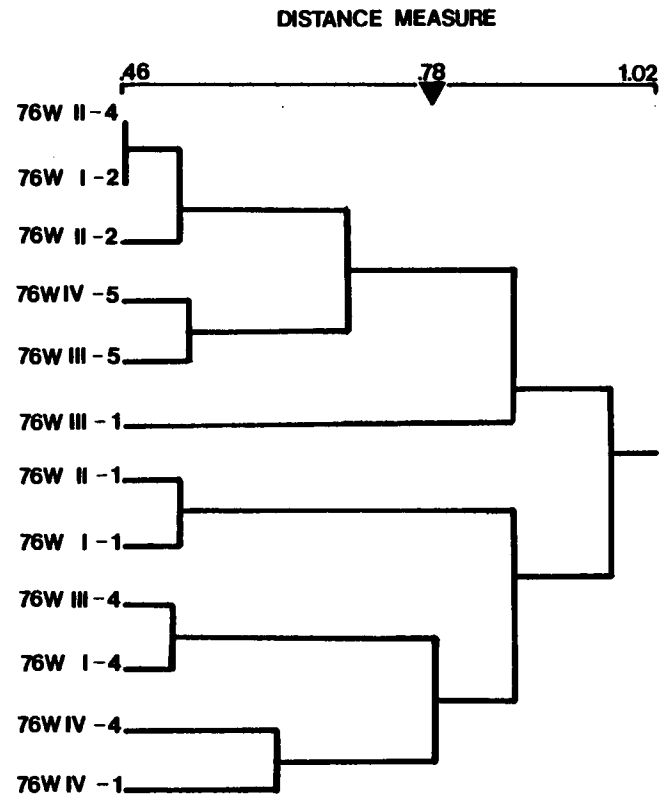 DISTANCE MEASURE
.46 .78 1.02
76W II-4
76W I-2
76W II-2
76W IV-5
76W III-5
76W III-1
76W II-1
76W I-1
76W III-4
76W I-4
76W IV-4
76W IV-1